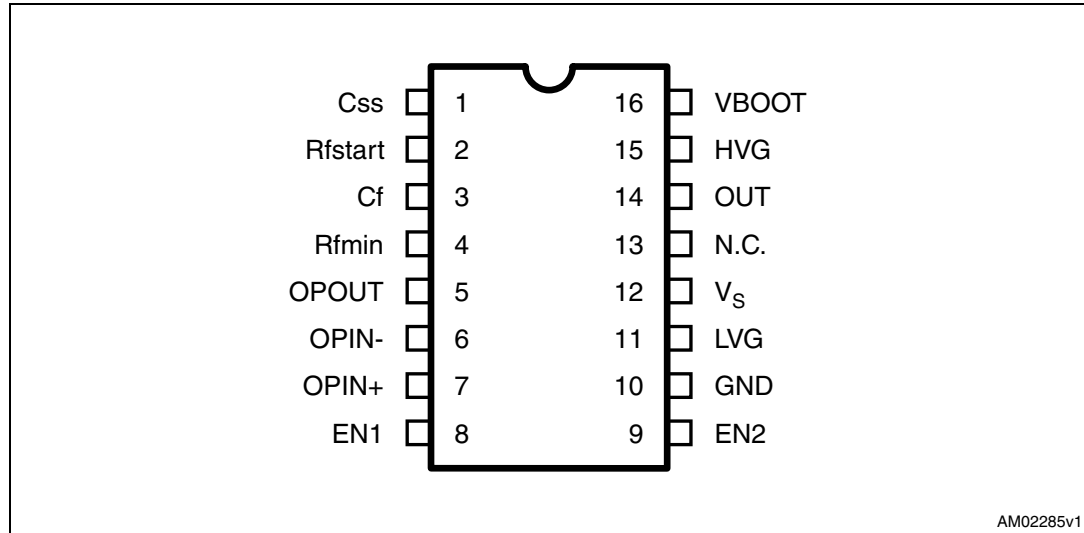 Css 1 16 VBOOT
Rfstart 2 15 HVG
Cf 3 14 OUT
Rfmin 4 13 N.C.
OPOUT 5 12 VS
OPIN- 6 11 LVG
OPIN+ 7 10 GND
EN1 8 9 EN2
AM02285v1